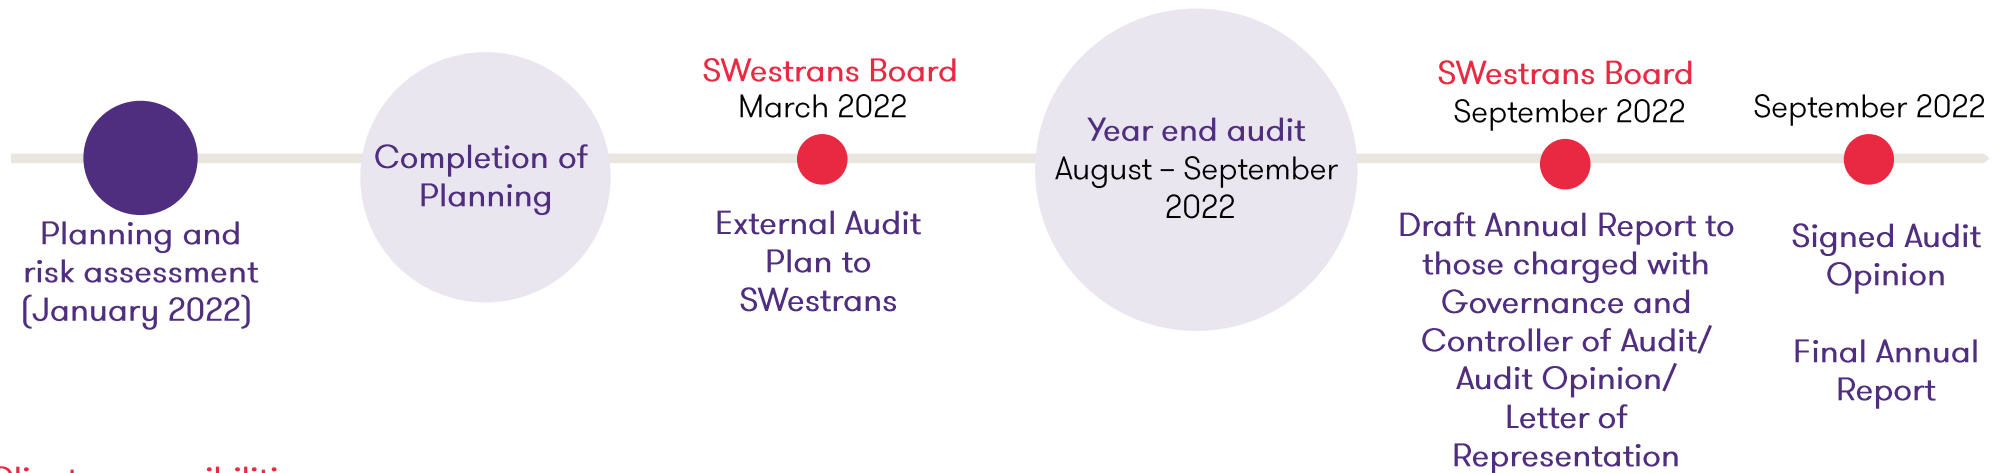 Planning and
risk assessment
(January 2022)
Completion of
Planning
SWestrans Board
March 2022
External Audit
Plan to
SWestrans
Year end audit
August – September
2022
SWestrans Board
September 2022
Draft Annual Report to
those charged with
Governance and
Controller of Audit/
Audit Opinion/
Letter of
Representation
September 2022
Signed Audit
Opinion
Final Annual
Report